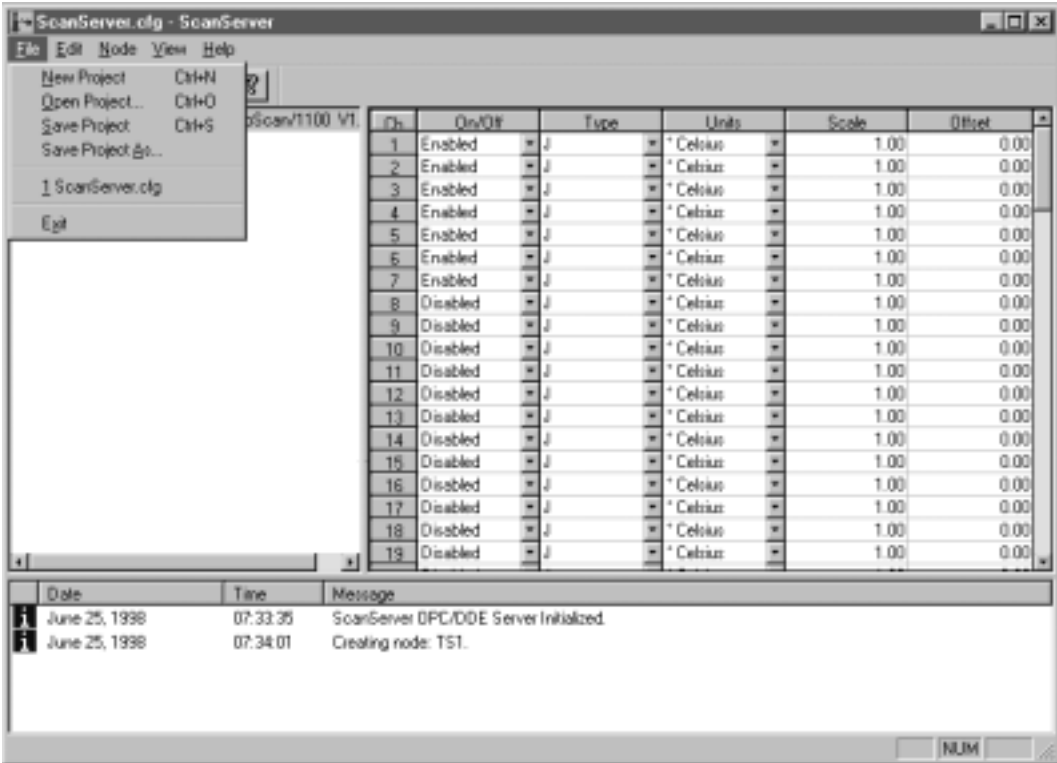 ScanServer.cfg - ScanServer
File Edit Node View Help
New Project Ctrl+N
Open Project... Ctrl+O
Save Project Ctrl+S
Save Project As...
1 ScanServer.cfg
Exit
Scan/1100 V1.
Ch. On/Off Type Units Scale Offset
1 Enabled J ° Celsius 1.00 0.00
2 Enabled J ° Celsius 1.00 0.00
3 Enabled J ° Celsius 1.00 0.00
4 Enabled J ° Celsius 1.00 0.00
5 Enabled J ° Celsius 1.00 0.00
6 Enabled J ° Celsius 1.00 0.00
7 Enabled J ° Celsius 1.00 0.00
8 Disabled J ° Celsius 1.00 0.00
9 Disabled J ° Celsius 1.00 0.00
10 Disabled J ° Celsius 1.00 0.00
11 Disabled J ° Celsius 1.00 0.00
12 Disabled J ° Celsius 1.00 0.00
13 Disabled J ° Celsius 1.00 0.00
14 Disabled J ° Celsius 1.00 0.00
15 Disabled J ° Celsius 1.00 0.00
16 Disabled J ° Celsius 1.00 0.00
17 Disabled J ° Celsius 1.00 0.00
18 Disabled J ° Celsius 1.00 0.00
19 Disabled J ° Celsius 1.00 0.00
Date Time Message
June 25, 1998 07:33:35 ScanServer OPC/DDE Server Initialized.
June 25, 1998 07:34:01 Creating node: TS1.
NUM